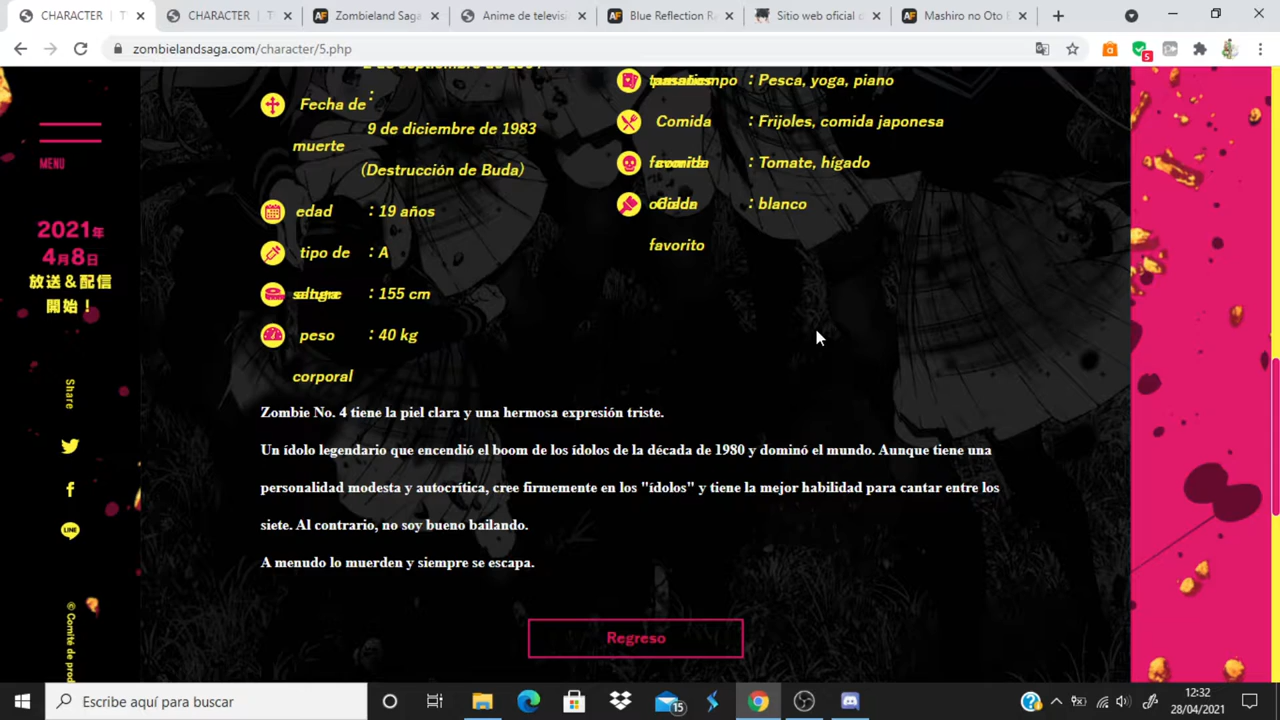 CHARACTER | T
CHARACTER | T
Zombieland Saga
Anime de televis
Blue Reflection Ra
Sitio web oficial d
Mashiro no Oto E
zombielandsaga.com/character/5.php
5
MENU
2021年
4月8日
放送&配信
開始！
Share
© Comité de prod
Fecha de :
9 de diciembre de 1983
muerte
(Destrucción de Buda)
edad : 19 años
tipo de : A
: 155 cm
peso : 40 kg
corporal
: Pesca, yoga, piano
Comida : Frijoles, comida japonesa
: Tomate, hígado
: blanco
favorito
Zombie No. 4 tiene la piel clara y una hermosa expresión triste.
Un ídolo legendario que encendió el boom de los ídolos de la década de 1980 y dominó el mundo. Aunque tiene una
personalidad modesta y autocrítica, cree firmemente en los "ídolos" y tiene la mejor habilidad para cantar entre los
siete. Al contrario, no soy bueno bailando.
A menudo lo muerden y siempre se escapa.
Regreso
Escribe aquí para buscar
15
12:32
28/04/2021